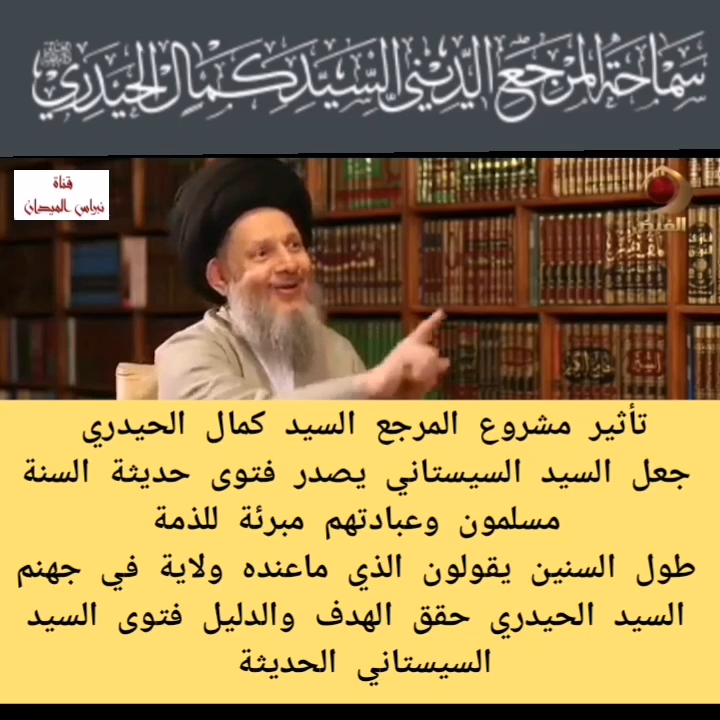 سماحة المرجع الديني السيد كمال الحيدري
قناة
نبراس الميدان
تأثير مشروع المرجع السيد كمال الحيدري
جعل السيد السيستاني يصدر فتوى حديثة السنة
مسلمون وعبادتهم مبرئة للذمة
طول السنين يقولون الذي ماعنده ولاية في جهنم
السيد الحيدري حقق الهدف والدليل فتوى السيد
السيستاني الحديثة